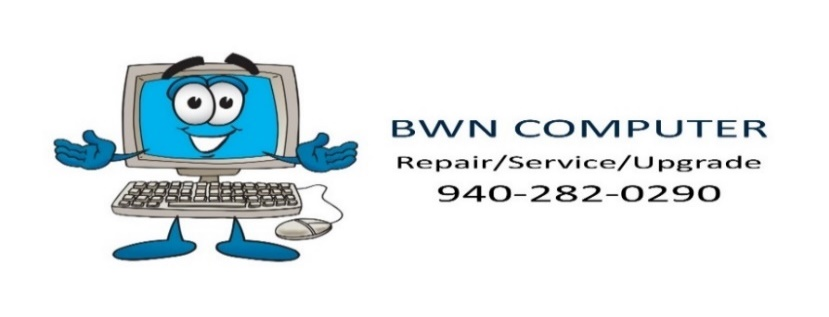 BWN COMPUTER
Repair/Service/Upgrade
940-282-0290